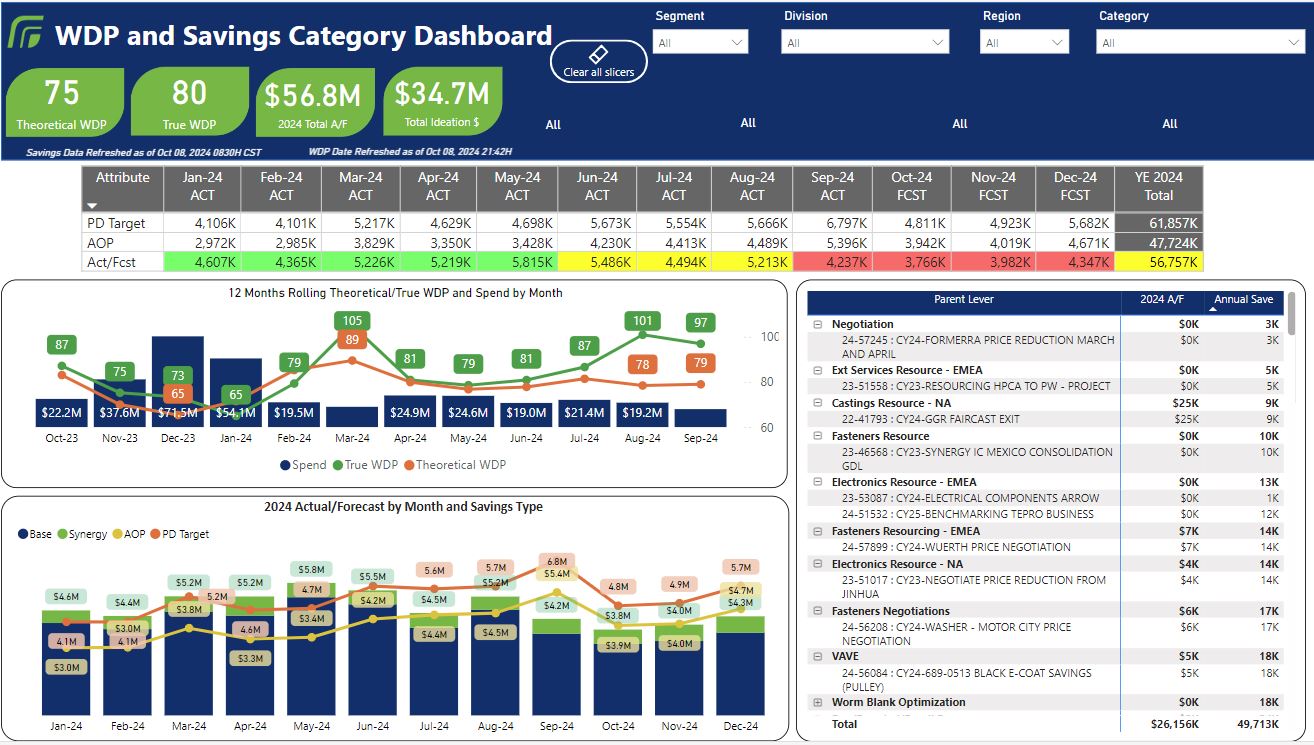 WDP and Savings Category Dashboard
Segment Division Region Category
All All All All
Clear all slicers
75 80 $56.8M $34.7M
Theoretical WDP True WDP 2024 Total A/F Total Ideation $
All All All All
Savings Data Refreshed as of Oct 08, 2024 0830H CST WDP Date Refreshed as of Oct 08, 2024 21:42H
Attribute Jan-24 ACT Feb-24 ACT Mar-24 ACT Apr-24 ACT May-24 ACT Jun-24 ACT Jul-24 ACT Aug-24 ACT Sep-24 ACT Oct-24 FCST Nov-24 FCST Dec-24 FCST YE 2024 Total
PD Target 4,106K 4,101K 5,217K 4,629K 4,698K 5,673K 5,554K 5,666K 6,797K 4,811K 4,923K 5,682K 61,857K
AOP 2,972K 2,985K 3,829K 3,350K 3,428K 4,230K 4,413K 4,489K 5,396K 3,942K 4,019K 4,671K 47,724K
Act/Fcst 4,607K 4,365K 5,226K 5,219K 5,815K 5,486K 4,494K 5,213K 4,237K 3,766K 3,982K 4,347K 56,757K
12 Months Rolling Theoretical/True WDP and Spend by Month
105
101 97
87 89 87
75 79 81 79 81 78 79
73
65 65
100
80
60
$22.2M $37.6M $71.5M $54.1M $19.5M $24.9M $24.6M $19.0M $21.4M $19.2M
Oct-23 Nov-23 Dec-23 Jan-24 Feb-24 Mar-24 Apr-24 May-24 Jun-24 Jul-24 Aug-24 Sep-24
Spend True WDP Theoretical WDP
2024 Actual/Forecast by Month and Savings Type
Base Synergy AOP PD Target
$4.6M $4.4M $5.2M $5.2M $5.8M $5.5M 5.6M 5.7M 6.8M 4.8M 4.9M 5.7M
5.2M 4.7M $4.5M $5.2M $5.4M $4.7M
4.1M $3.0M $3.8M 4.6M $3.4M $4.2M $4.2M $3.8M $4.0M $4.3M
4.1M $4.4M $4.5M $3.9M $4.0M
$3.0M $3.3M
Jan-24 Feb-24 Mar-24 Apr-24 May-24 Jun-24 Jul-24 Aug-24 Sep-24 Oct-24 Nov-24 Dec-24
Parent Lever 2024 A/F Annual Save
Negotiation $0K 3K
24-57245 : CY24-FORMERRA PRICE REDUCTION MARCH $0K 3K
AND APRIL
Ext Services Resource - EMEA $0K 5K
23-51558 : CY23-RESOURCING HPCA TO PW - PROJECT $0K 5K
Castings Resource - NA $25K 9K
22-41793 : CY24-GGR FAIRCAST EXIT $25K 9K
Fasteners Resource $0K 10K
23-46568 : CY23-SYNERGY IC MEXICO CONSOLIDATION $0K 10K
GDL
Electronics Resource - EMEA $0K 13K
23-53087 : CY24-ELECTRICAL COMPONENTS ARROW $0K 1K
24-51532 : CY25-BENCHMARKING TEPRO BUSINESS $0K 12K
Fasteners Resourcing - EMEA $7K 14K
24-57899 : CY24-WUERTH PRICE NEGOTIATION $7K 14K
Electronics Resource - NA $4K 14K
23-51017 : CY23-NEGOTIATE PRICE REDUCTION FROM $4K 14K
JINHUA
Fasteners Negotiations $6K 17K
24-56208 : CY24-WASHER - MOTOR CITY PRICE $6K 17K
NEGOTIATION
VAVE $5K 18K
24-56084 : CY24-689-0513 BLACK E-COAT SAVINGS $5K 18K
(PULLEY)
Worm Blank Optimization $0K 18K
Total $26,156K 49,713K